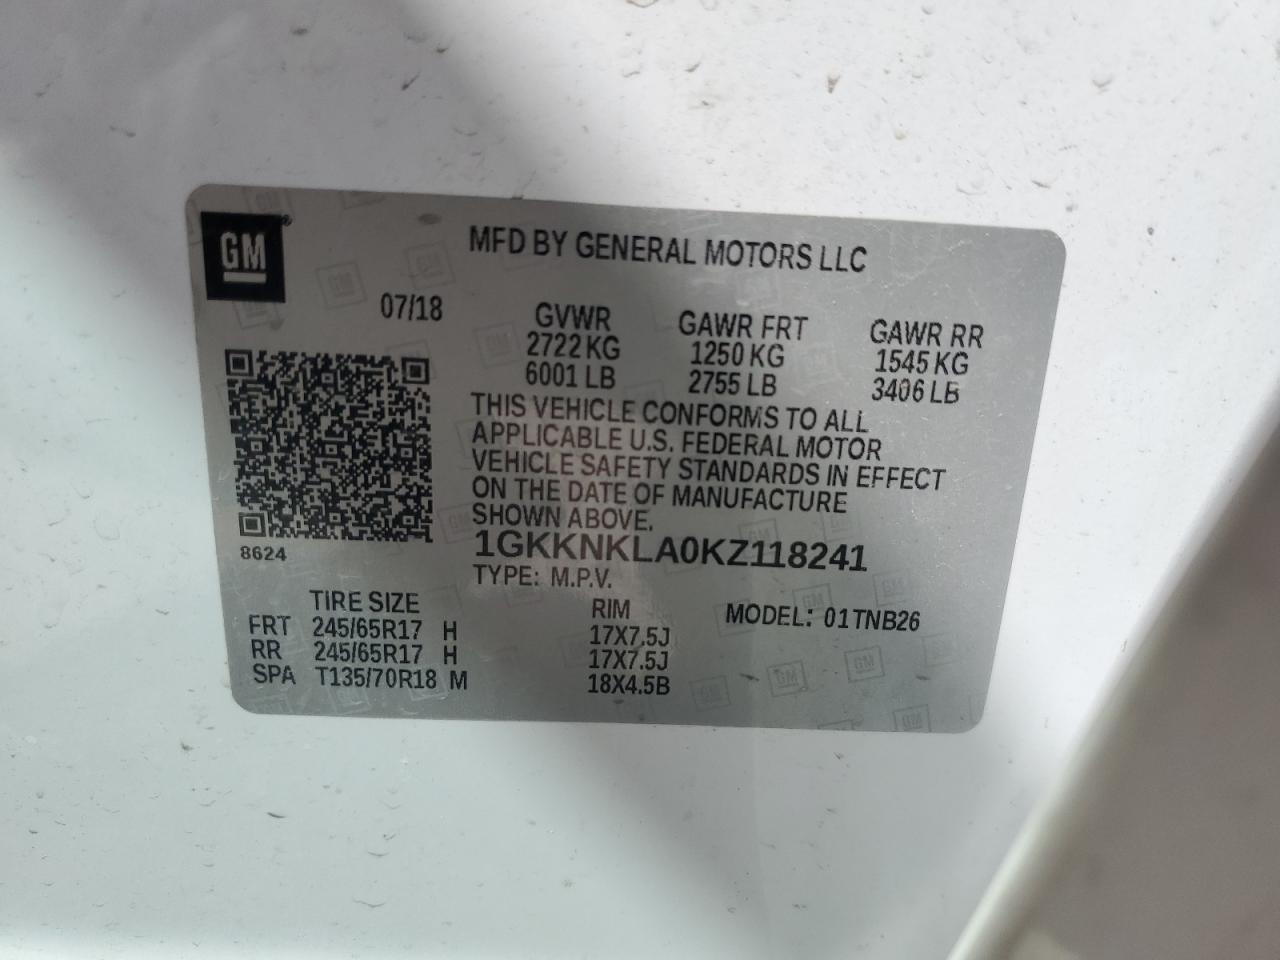 GM
MFD BY GENERAL MOTORS LLC
07/18
GVWR GAWR FRT GAWR RR
2722 KG 1250 KG 1545 KG
6001 LB 2755 LB 3406 LB
THIS VEHICLE CONFORMS TO ALL
APPLICABLE U.S. FEDERAL MOTOR
VEHICLE SAFETY STANDARDS IN EFFECT
ON THE DATE OF MANUFACTURE
SHOWN ABOVE.
8624
1GKKNKLA0KZ118241
TYPE: M.P.V.
TIRE SIZE RIM MODEL: 01TNB26
FRT 245/65R17 H 17X7.5J
RR 245/65R17 H 17X7.5J
SPA T135/70R18 M 18X4.5B